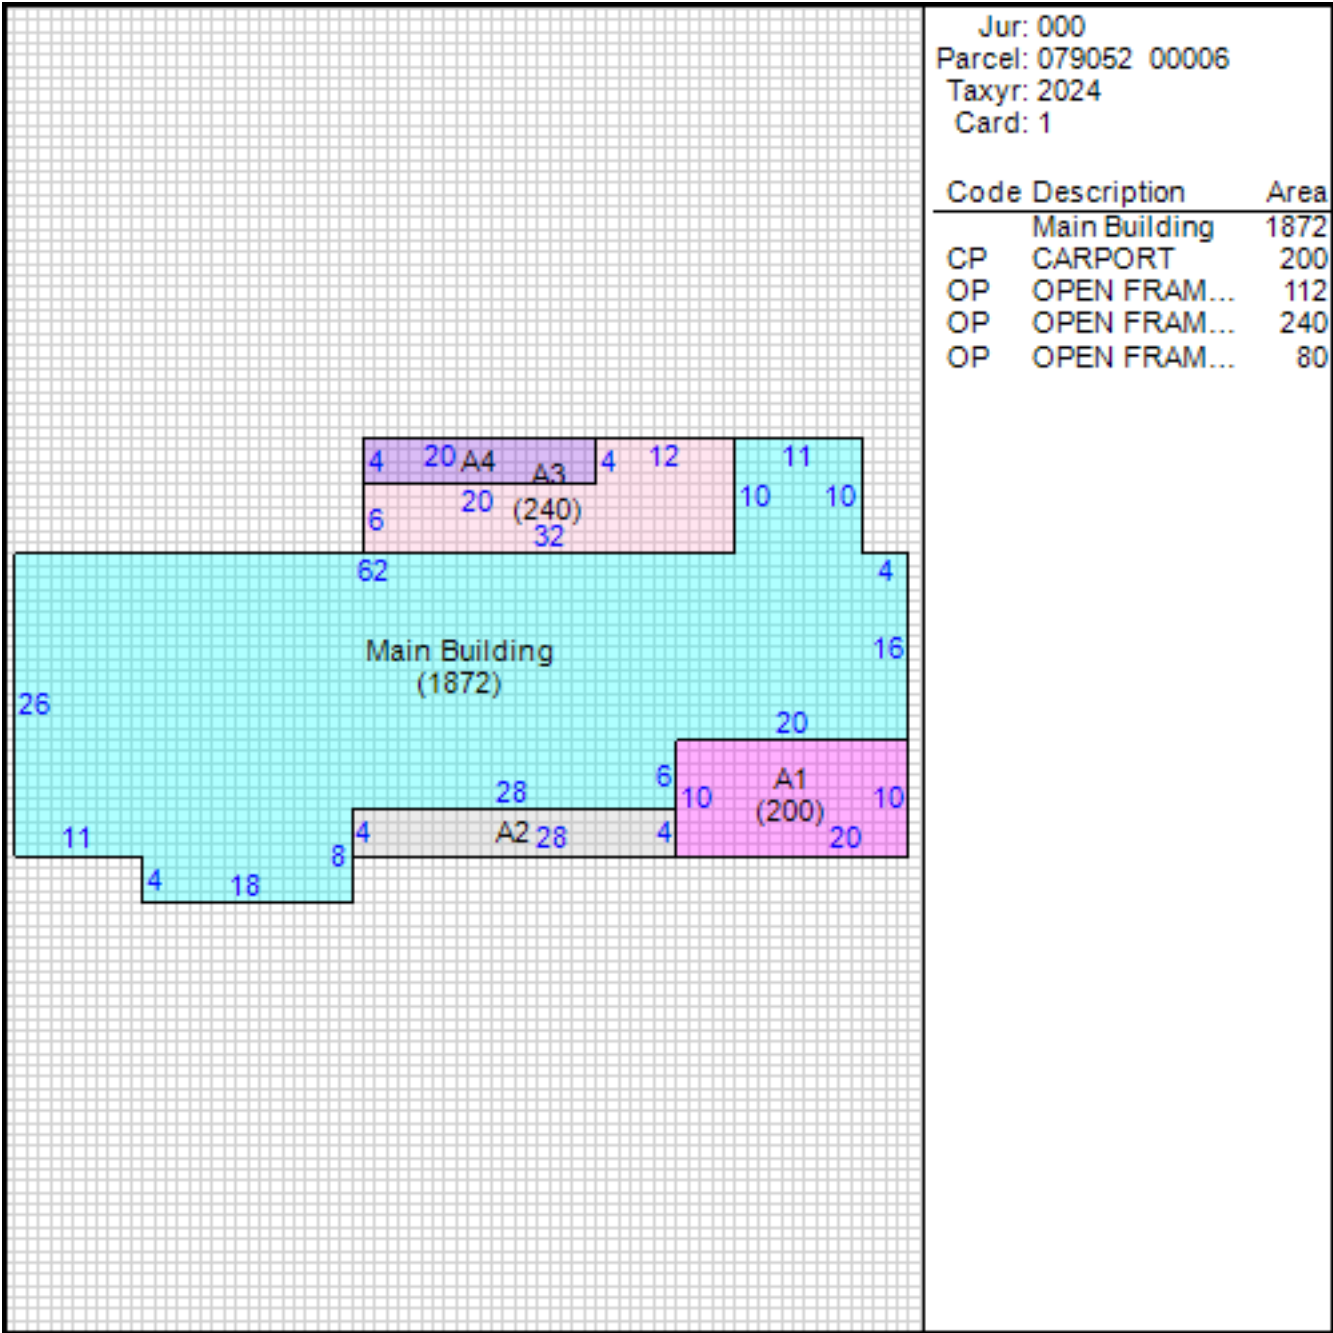 Jur: 000
Parcel: 079052 00006
Taxyr: 2024
Card: 1
Code Description Area
Main Building 1872
CP CARPORT 200
OP OPEN FRAM... 112
OP OPEN FRAM... 240
OP OPEN FRAM... 80
4 20 A4 A3 4 12 11
20 (240) 10 10
6 32
62 4
Main Building 16
(1872)
26
20
28 6 A1
10 (200) 10
11 4 A2 28 4 20
8
4 18